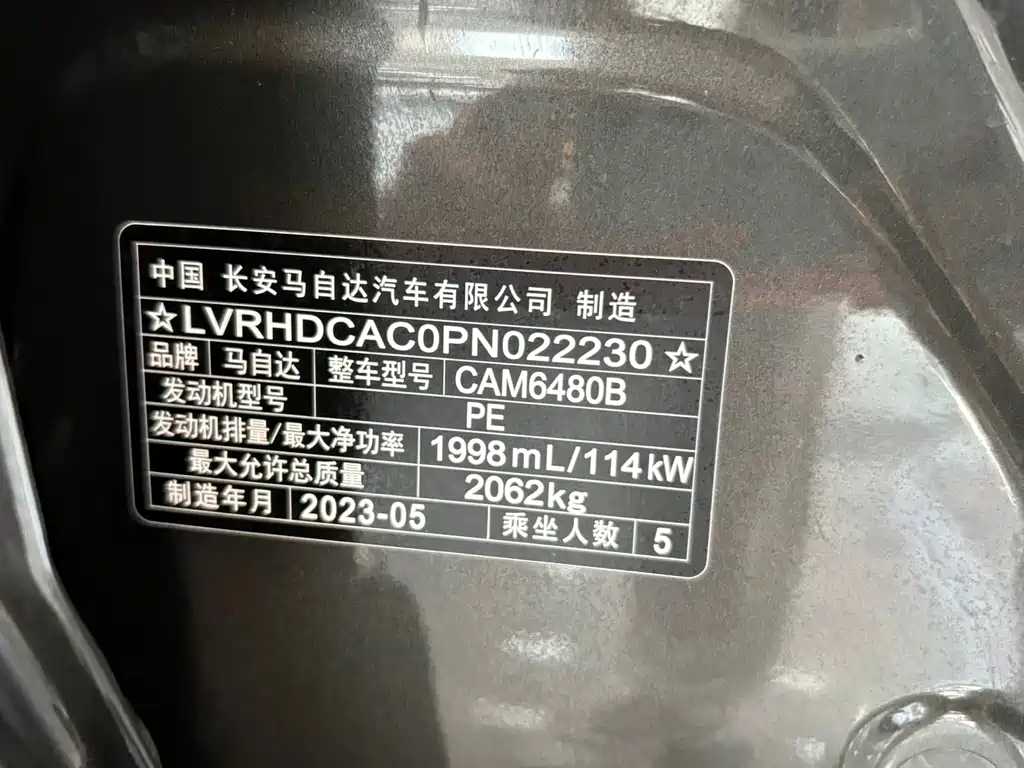 中国 长安马自达汽车有限公司 制造
☆LVRHDCAC0PN022230☆
品牌 马自达 整车型号 CAM6480B
发动机型号 PE
发动机排量/最大净功率 1998mL/114kW
最大允许总质量 2062kg
制造年月 2023-05 乘坐人数 5